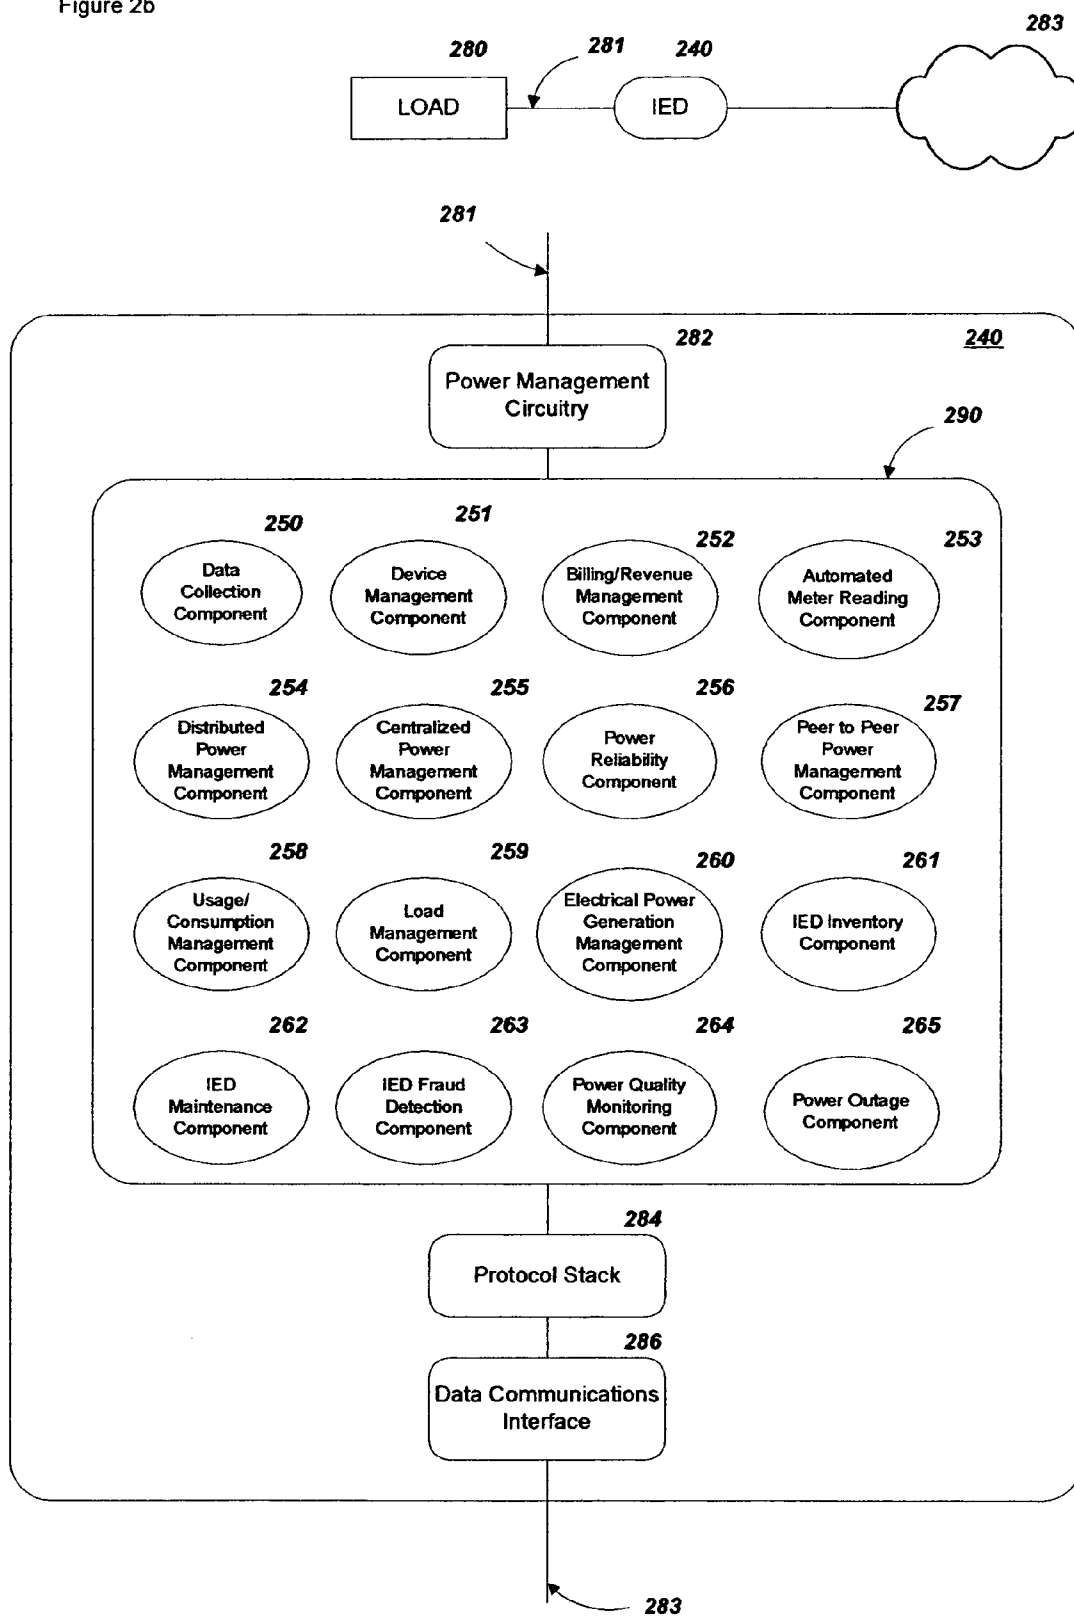 Figure 2b
283
280
281
240
LOAD
IED
281
282
240
Power Management
Circuitry
290
250
251
252
253
Data
Collection
Component
Device
Management
Component
Billing/Revenue
Management
Component
Automated
Meter Reading
Component
254
255
256
257
Distributed
Power
Management
Component
Centralized
Power
Management
Component
Power
Reliability
Component
Peer to Peer
Power
Management
Component
258
259
260
261
Usage/
Consumption
Management
Component
Load
Management
Component
Electrical Power
Generation
Management
Component
IED Inventory
Component
262
263
264
265
IED
Maintenance
Component
IED Fraud
Detection
Component
Power Quality
Monitoring
Component
Power Outage
Component
284
Protocol Stack
286
Data Communications
Interface
283